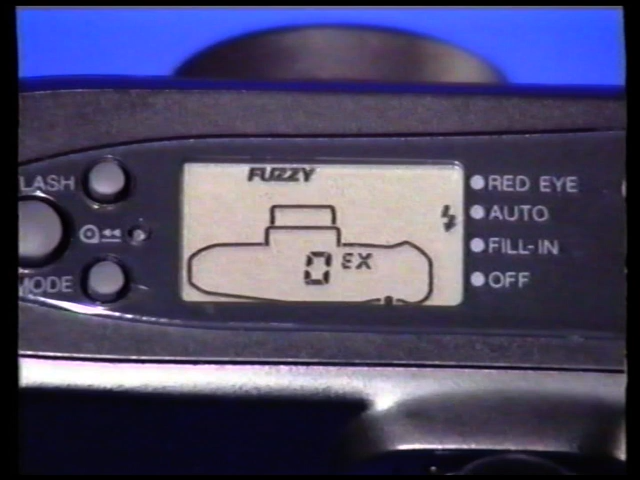 FUZZY
LASH
RED EYE
AUTO
FILL-IN
0 EX
MODE
OFF